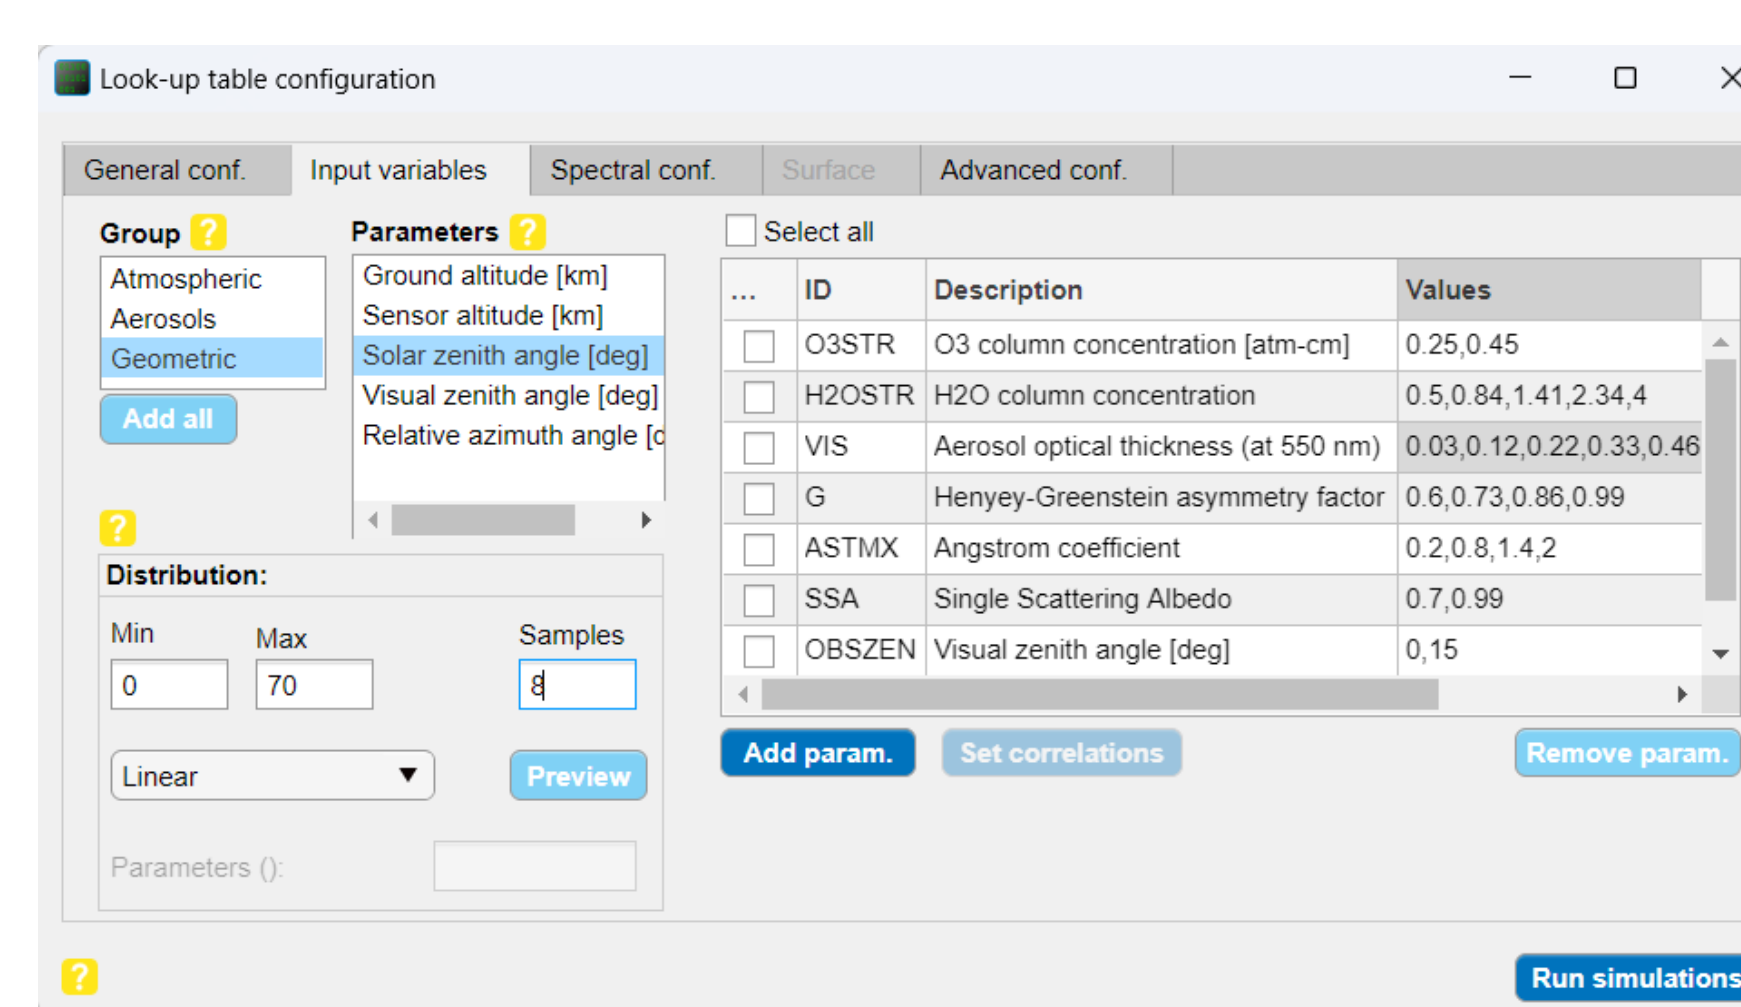 Look-up table configuration
General conf. Input variables Spectral conf. Surface Advanced conf.
Group ? Parameters ?
Atmospheric
Aerosols
Geometric
Add all
Ground altitude [km]
Sensor altitude [km]
Solar zenith angle [deg]
Visual zenith angle [deg]
Relative azimuth angle [d
?
Distribution:
Min Max Samples
0 70 8
Linear Preview
Parameters ():
Select all
... ID Description Values
O3STR O3 column concentration [atm-cm] 0.25,0.45
H2OSTR H2O column concentration 0.5,0.84,1.41,2.34,4
VIS Aerosol optical thickness (at 550 nm) 0.03,0.12,0.22,0.33,0.46
G Henyey-Greenstein asymmetry factor 0.6,0.73,0.86,0.99
ASTMX Angstrom coefficient 0.2,0.8,1.4,2
SSA Single Scattering Albedo 0.7,0.99
OBSZEN Visual zenith angle [deg] 0,15
Add param. Set correlations Remove param.
? Run simulations